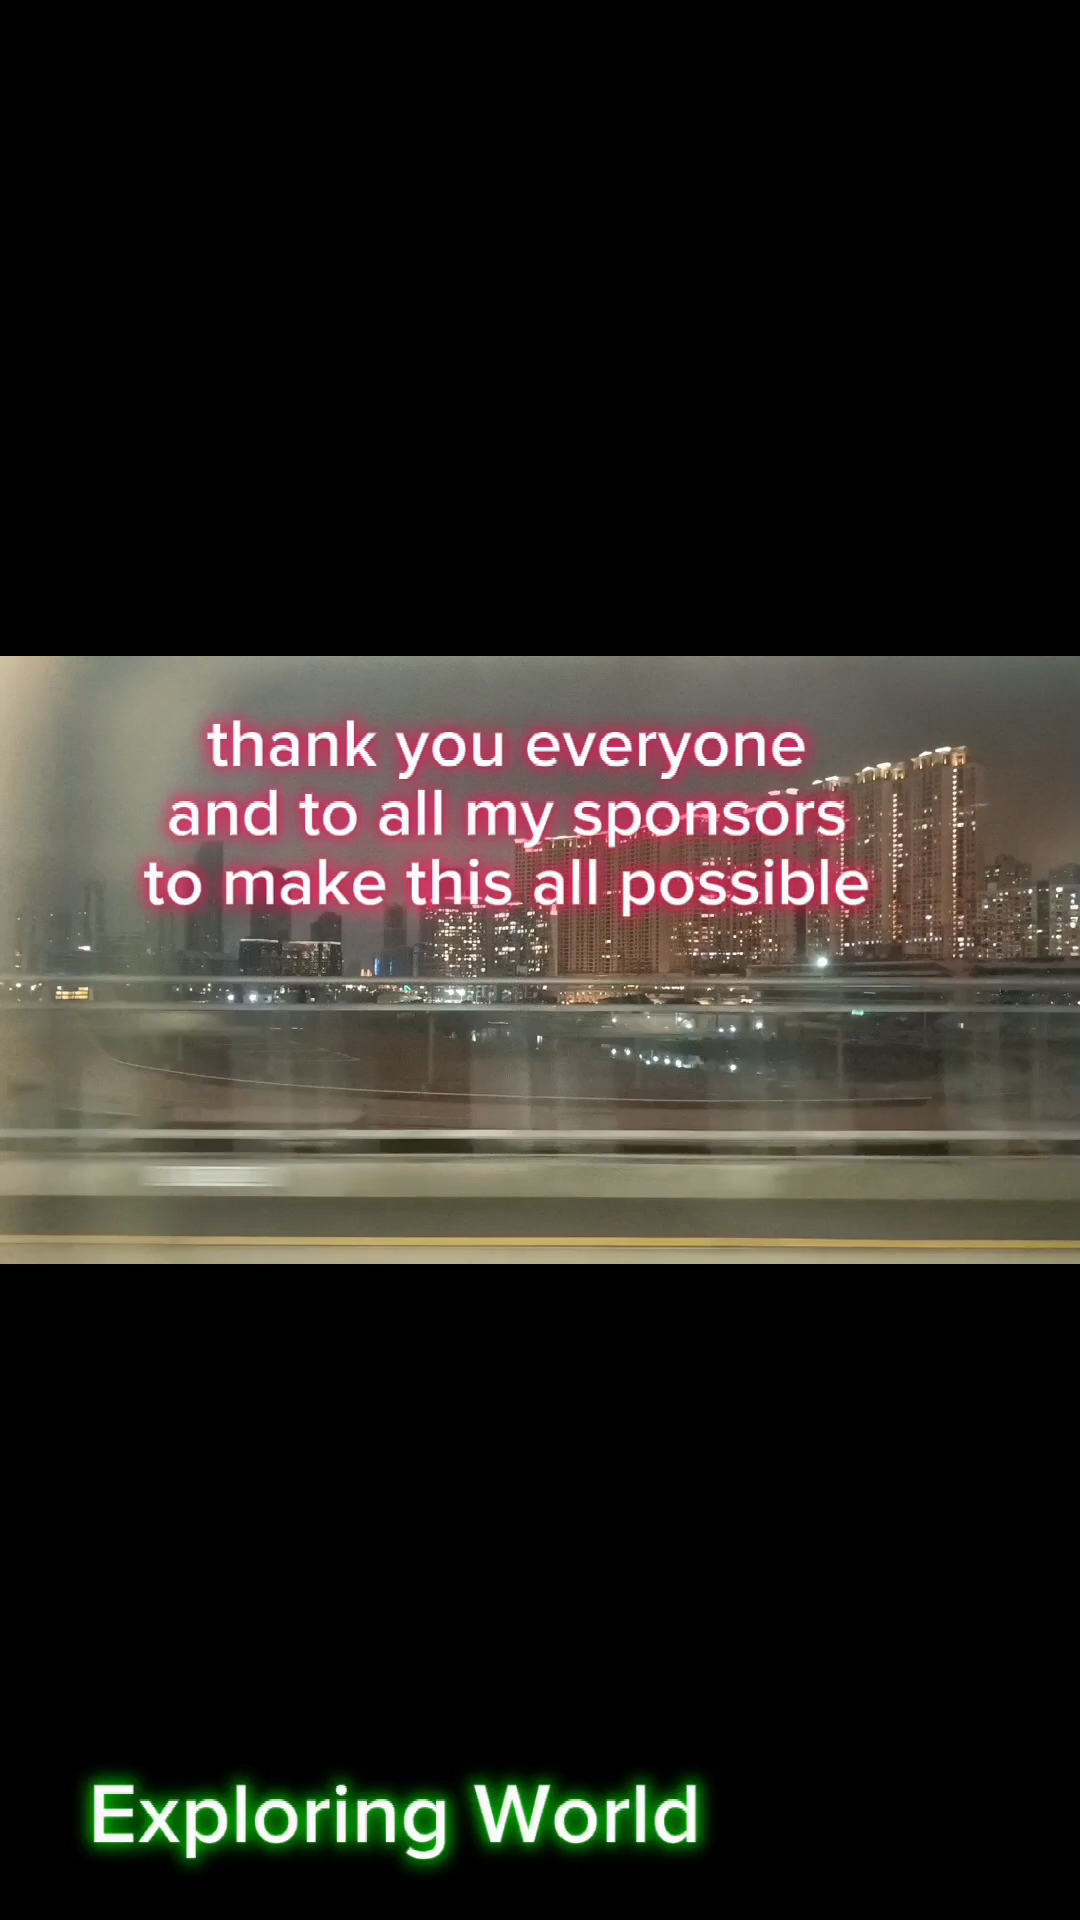 thank you everyone
and to all my sponsors
to make this all possible
Exploring World